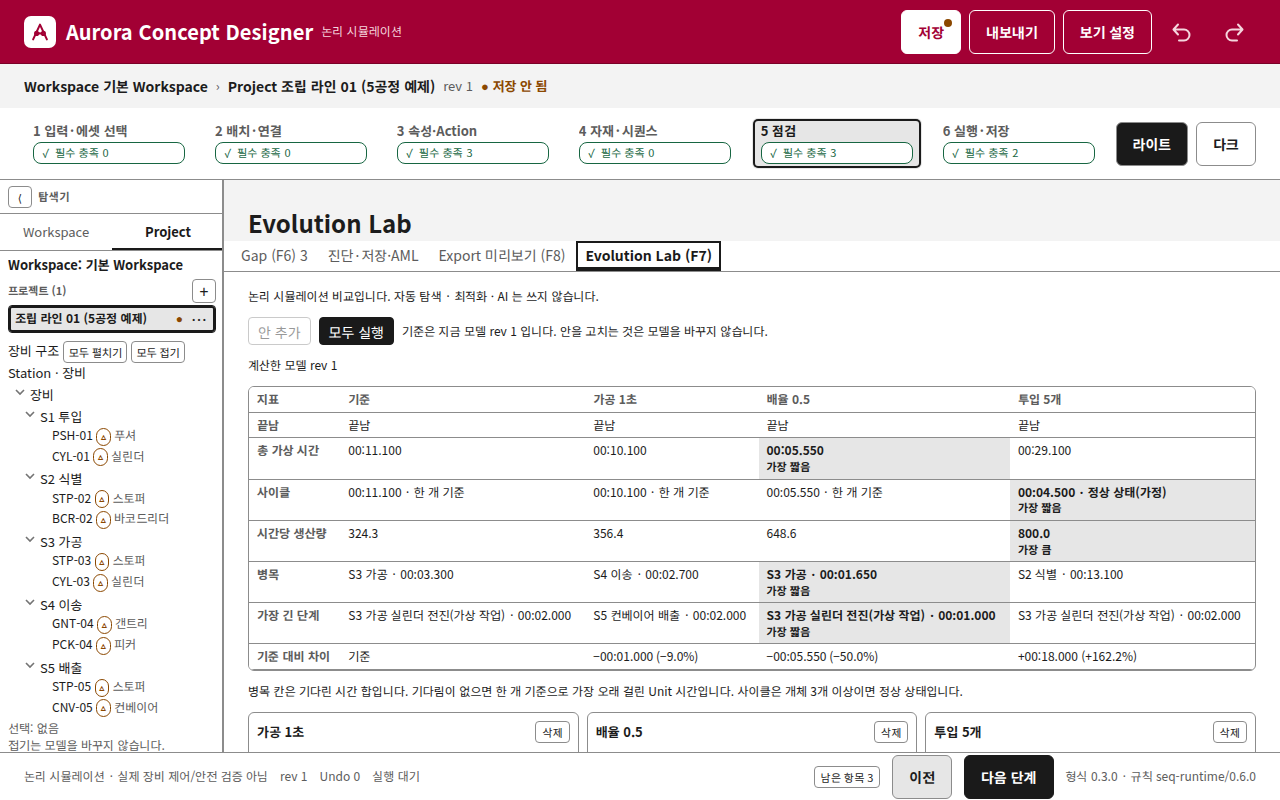 Aurora Concept Designer 논리 시뮬레이션 저장 내보내기 보기 설정
Workspace 기본 Workspace › Project 조립 라인 01 (5공정 예제) rev 1 ● 저장 안 됨
1 입력·에셋 선택 2 배치·연결 3 속성·Action 4 자재·시퀀스 5 점검 6 실행·저장
✓ 필수 충족 0 ✓ 필수 충족 0 ✓ 필수 충족 3 ✓ 필수 충족 0 ✓ 필수 충족 3 ✓ 필수 충족 2 라이트 다크
⟨ 탐색기
Workspace Project
Workspace: 기본 Workspace
프로젝트 (1) +
조립 라인 01 (5공정 예제) ● ···
장비 구조 모두 펼치기 모두 접기
Station · 장비
장비
S1 투입
PSH-01 푸셔
CYL-01 실린더
S2 식별
STP-02 스토퍼
BCR-02 바코드리더
S3 가공
STP-03 스토퍼
CYL-03 실린더
S4 이송
GNT-04 갠트리
PCK-04 피커
S5 배출
STP-05 스토퍼
CNV-05 컨베이어
선택: 없음
접기는 모델을 바꾸지 않습니다.
Evolution Lab
Gap (F6) 3 진단·저장·AML Export 미리보기 (F8) Evolution Lab (F7)
논리 시뮬레이션 비교입니다. 자동 탐색 · 최적화 · AI 는 쓰지 않습니다.
안 추가 모두 실행 기준은 지금 모델 rev 1 입니다. 안을 고치는 것은 모델을 바꾸지 않습니다.
계산한 모델 rev 1
지표 기준 가공 1초 배율 0.5 투입 5개
끝남 끝남 끝남 끝남 끝남
총 가상 시간 00:11.100 00:10.100 00:05.550 00:29.100
가장 짧음
사이클 00:11.100 · 한 개 기준 00:10.100 · 한 개 기준 00:05.550 · 한 개 기준 00:04.500 · 정상 상태(가정)
가장 짧음
시간당 생산량 324.3 356.4 648.6 800.0
가장 큼
병목 S3 가공 · 00:03.300 S4 이송 · 00:02.700 S3 가공 · 00:01.650 S2 식별 · 00:13.100
가장 짧음
가장 긴 단계 S3 가공 실린더 전진(가상 작업) · 00:02.000 S5 컨베이어 배출 · 00:02.000 S3 가공 실린더 전진(가상 작업) · 00:01.000 S3 가공 실린더 전진(가상 작업) · 00:02.000
가장 짧음
기준 대비 차이 기준 −00:01.000 (−9.0%) −00:05.550 (−50.0%) +00:18.000 (+162.2%)
병목 칸은 기다린 시간 합입니다. 기다림이 없으면 한 개 기준으로 가장 오래 걸린 Unit 시간입니다. 사이클은 개체 3개 이상이면 정상 상태입니다.
가공 1초 삭제 배율 0.5 삭제 투입 5개 삭제
논리 시뮬레이션 · 실제 장비 제어/안전 검증 아님 rev 1 Undo 0 실행 대기 남은 항목 3 이전 다음 단계 형식 0.3.0 · 규칙 seq-runtime/0.6.0